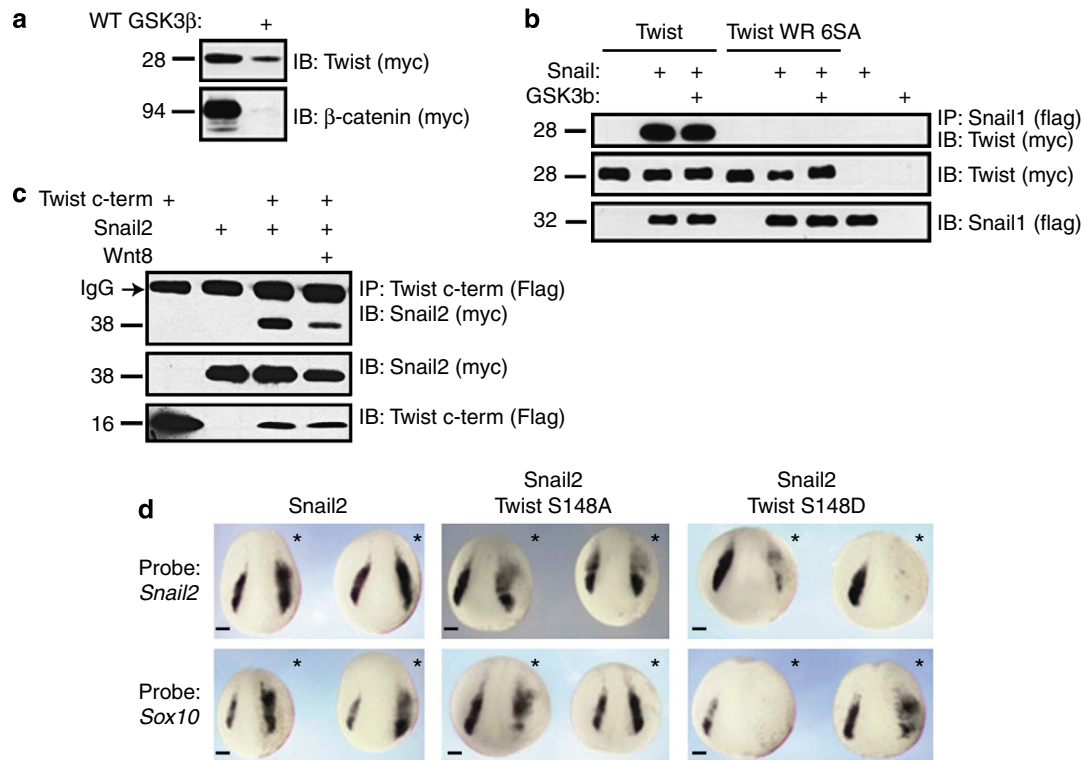 a
WT GSK3β: +
28 IB: Twist (myc)
94 IB: β-catenin (myc)
b
Twist Twist WR 6SA
Snail: + + + + +
GSK3b: + + +
28 IP: Snail1 (flag)
IB: Twist (myc)
28 IB: Twist (myc)
32 IB: Snail1 (flag)
c
Twist c-term + + +
Snail2 + + +
Wnt8 +
IgG IP: Twist c-term (Flag)
38 IB: Snail2 (myc)
38 IB: Snail2 (myc)
16 IB: Twist c-term (Flag)
d
Snail2
Snail2
Twist S148A
Snail2
Twist S148D
Probe:
Snail2
* * * * * *
Probe:
Sox10
* * * * * *